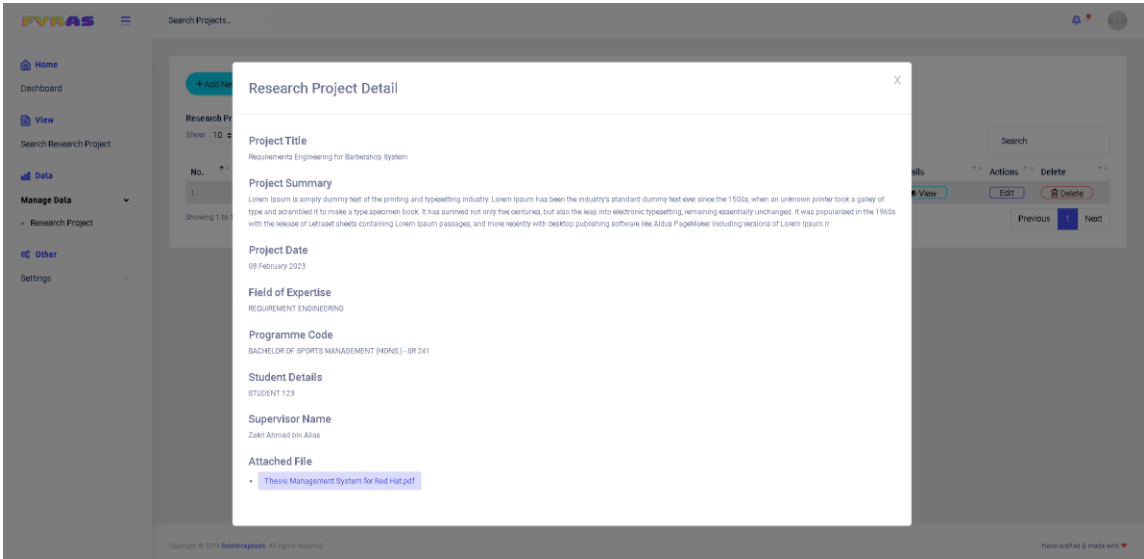 FYRAS
Search Projects..
Home
Dashboard
View
Search Research Project
Data
Manage Data
Research Project
Other
Settings
+ Add Ne
Research Pr
Show 10
No.
1
Showing 1 to 1
Research Project Detail
X
Project Title
Requirements Engineering for Barbershop System
Project Summary
Lorem Ipsum is simply dummy text of the printing and typesetting industry. Lorem Ipsum has been the industry's standard dummy text ever since the 1500s, when an unknown printer took a galley of
type and scrambled it to make a type specimen book. It has survived not only five centuries, but also the leap into electronic typesetting, remaining essentially unchanged. It was popularised in the 1960s
with the release of Letraset sheets containing Lorem Ipsum passages, and more recently with desktop publishing software like Aldus PageMaker including versions of Lorem Ipsum.rr
Project Date
08 February 2023
Field of Expertise
REQUIREMENT ENGINEERING
Programme Code
BACHELOR OF SPORTS MANAGEMENT (HONS.) - SR 241
Student Details
STUDENT 123
Supervisor Name
Zakri Ahmad bin Alias
Attached File
• Thesis Management System for Red Hat.pdf
Search
ails Actions Delete
View Edit Delete
Previous 1 Next
Copyright © 2018 Bootstrapdash. All rights reserved.
Hand-crafted & made with